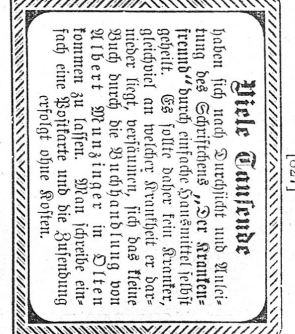 Viele Tausende
haben sich nach Durchsicht und Anlei-
tung des Schriftchens „Der Kranken-
freund“ durch einfache Hausmittel selbst
geheilt. Es sollte daher kein Kranker,
gleichviel an welcher Krankheit er dar-
nieder liegt, versäumen, sich das kleine
Buch durch die Buchhandlung von
Albert Munzinger in Olten
kommen zu lassen. Man schreibe ein-
fach eine Postkarte und die Zusendung
erfolgt ohne Kosten.